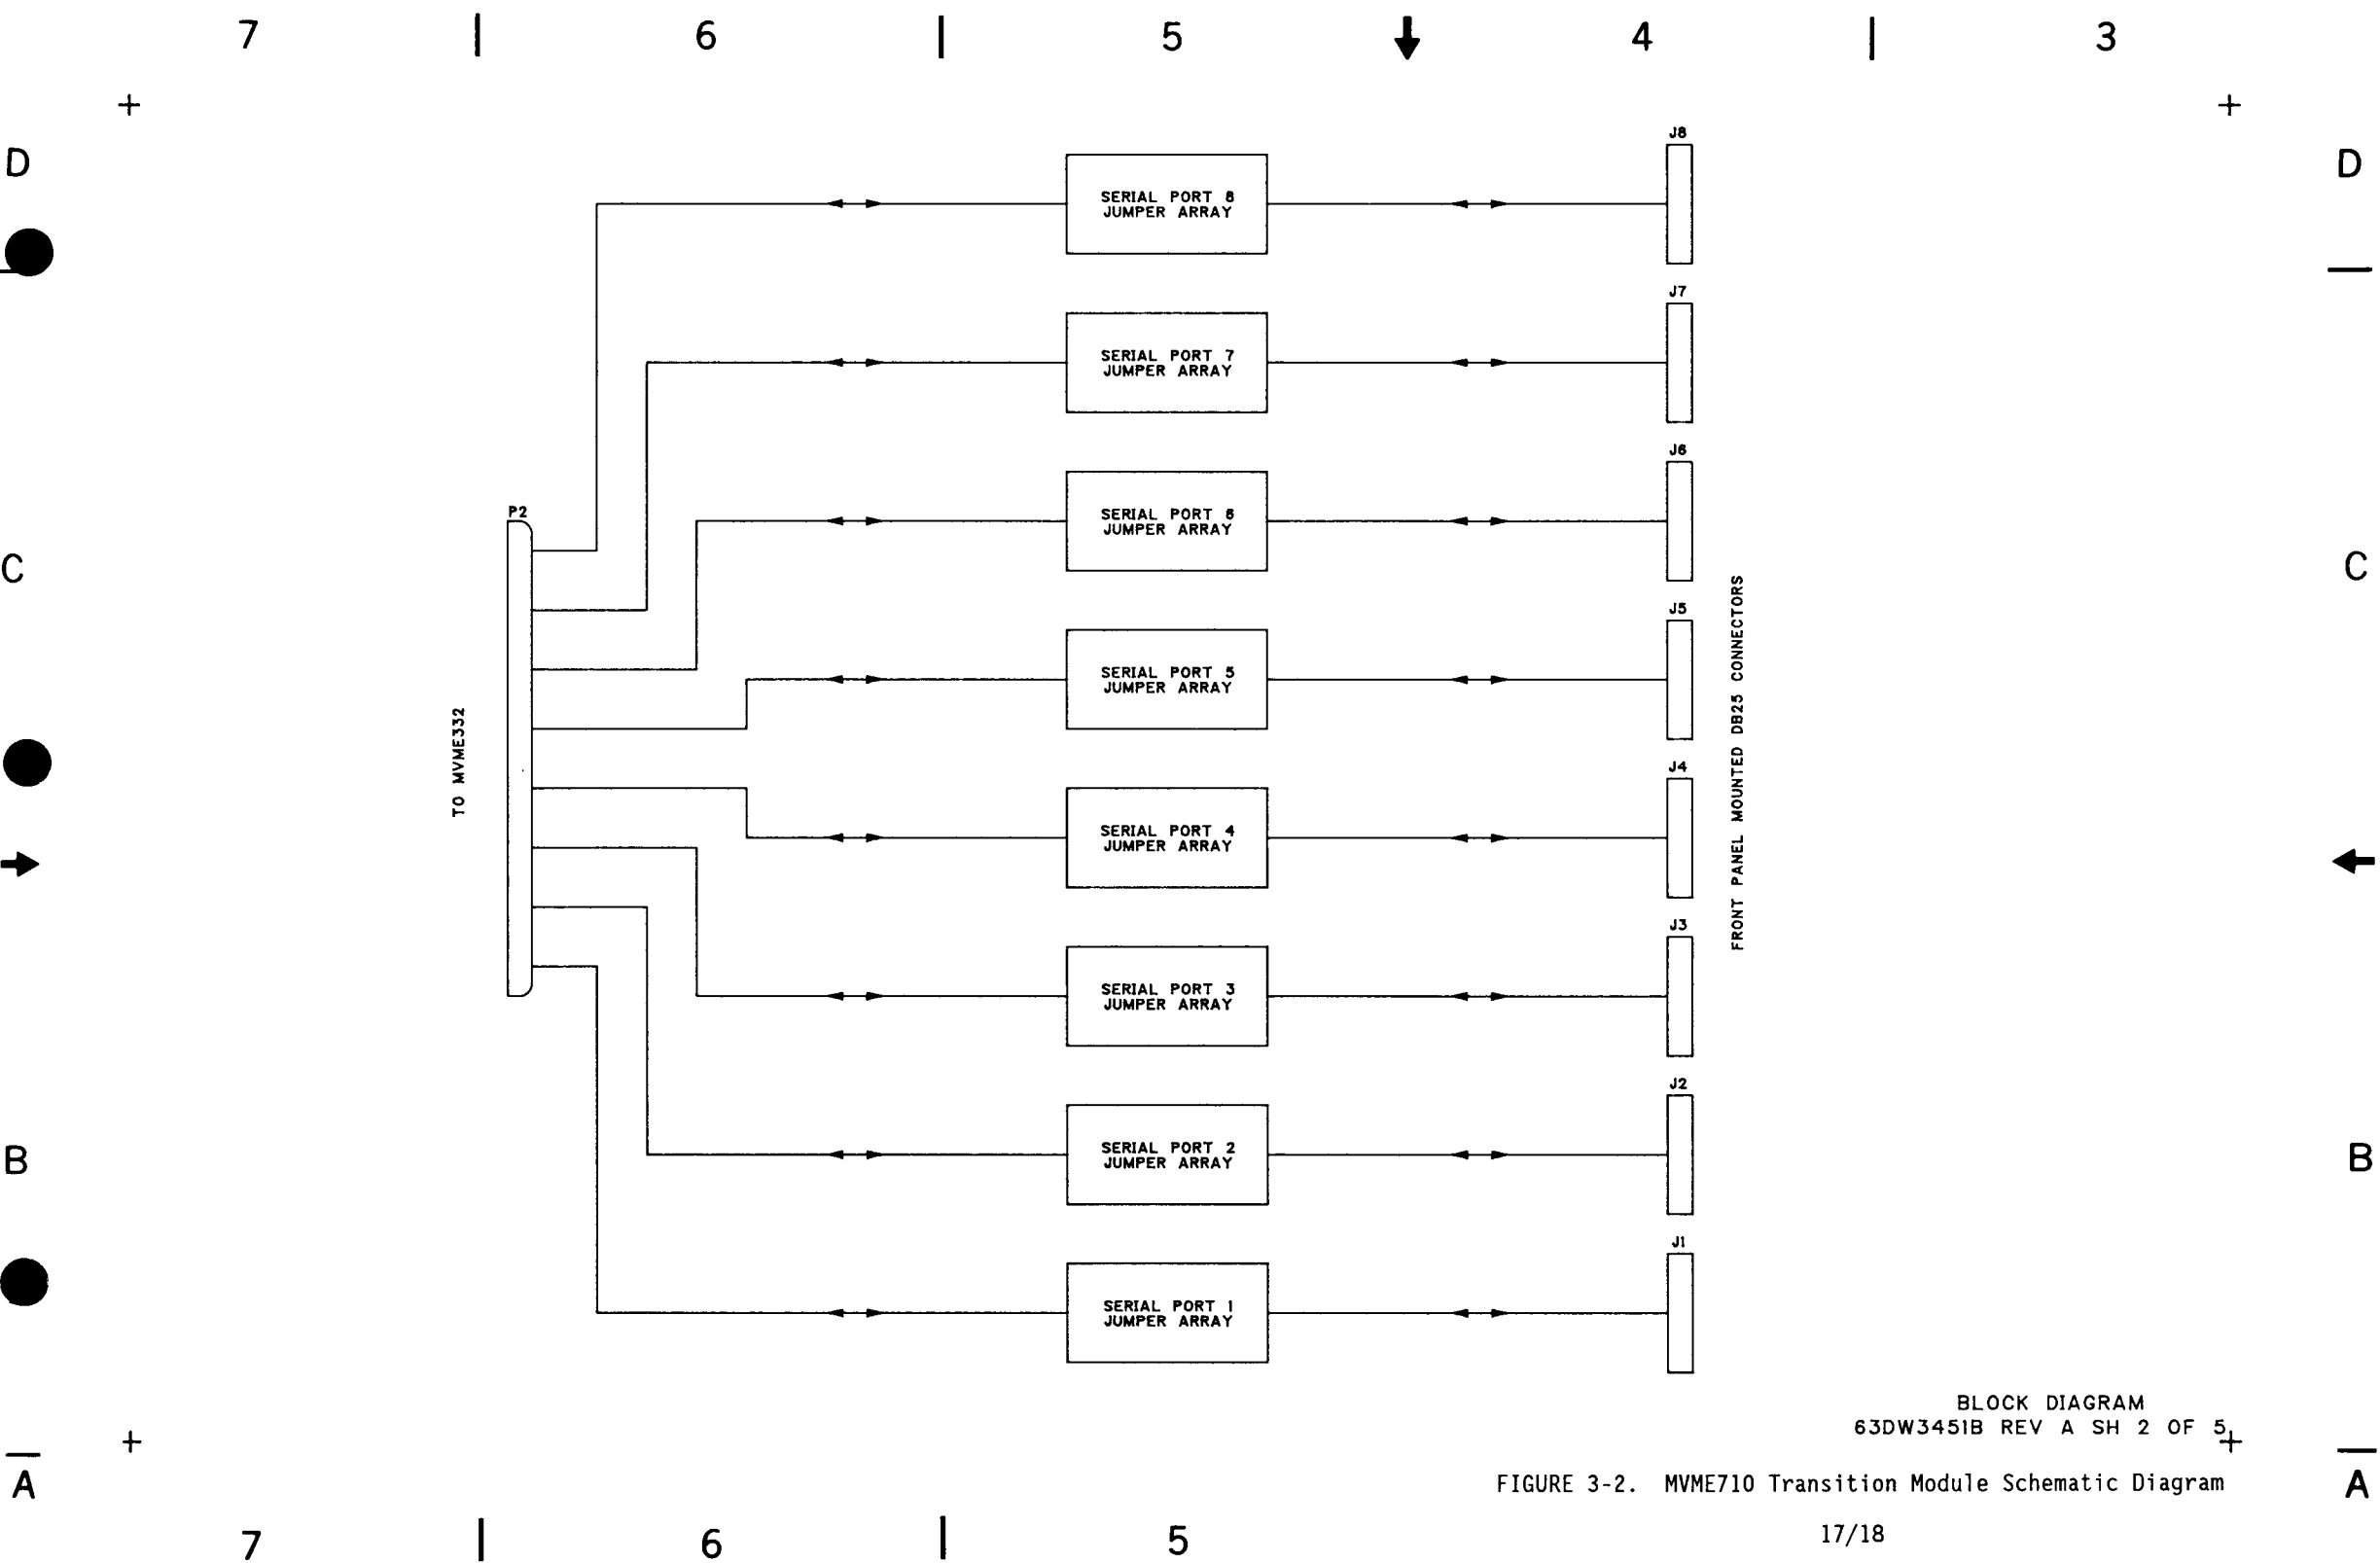 7 6 5 4 3
D D
J8
SERIAL PORT 8
JUMPER ARRAY
J7
SERIAL PORT 7
JUMPER ARRAY
J6
SERIAL PORT 6
JUMPER ARRAY
P2
C C
J5
SERIAL PORT 5
JUMPER ARRAY
TO MVME332
FRONT PANEL MOUNTED DB25 CONNECTORS
J4
SERIAL PORT 4
JUMPER ARRAY
J3
SERIAL PORT 3
JUMPER ARRAY
J2
SERIAL PORT 2
JUMPER ARRAY
B B
J1
SERIAL PORT 1
JUMPER ARRAY
BLOCK DIAGRAM
63DW3451B REV A SH 2 OF 5
A A
FIGURE 3-2. MVME710 Transition Module Schematic Diagram
17/18
7 6 5